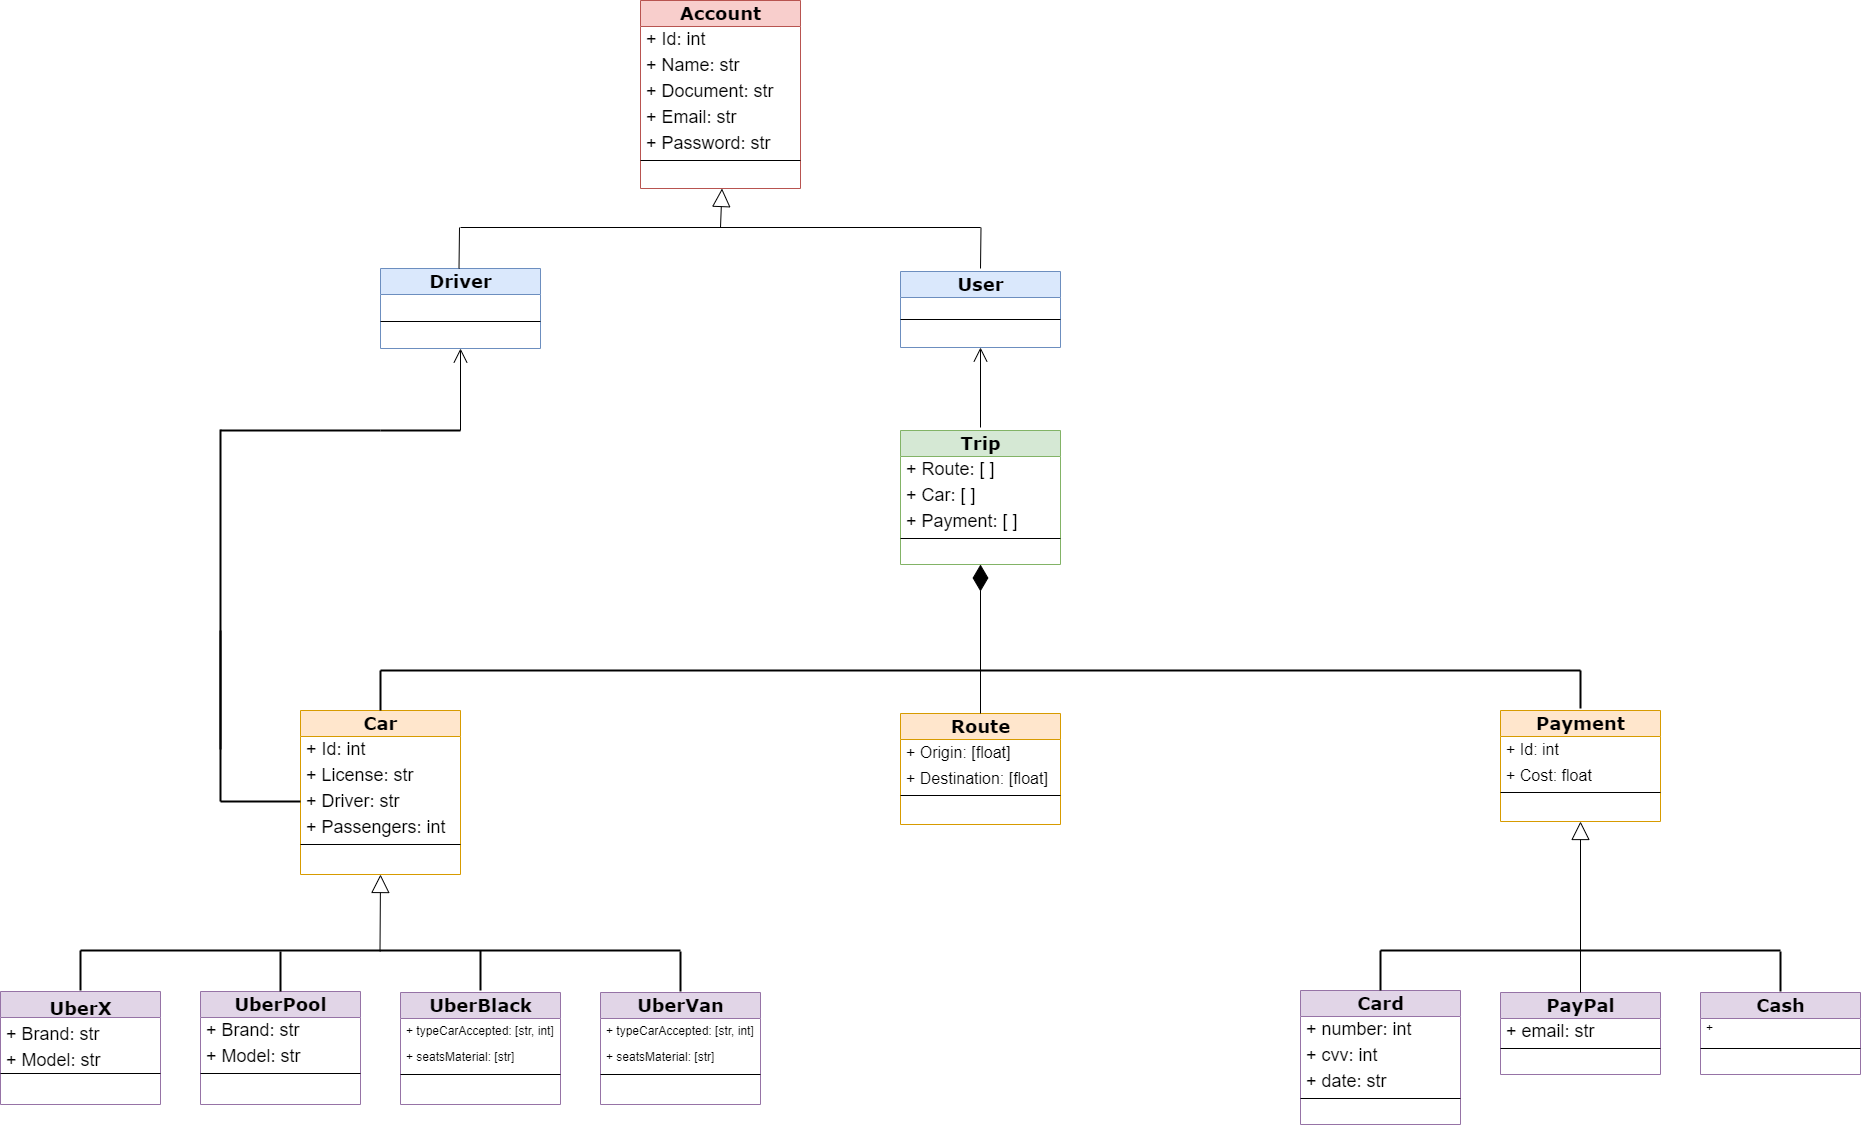 Account
+ Id: int
+ Name: str
+ Document: str
+ Email: str
+ Password: str
Driver
User
Trip
+ Route: [ ]
+ Car: [ ]
+ Payment: [ ]
Car
+ Id: int
+ License: str
+ Driver: str
+ Passengers: int
Route
+ Origin: [float]
+ Destination: [float]
Payment
+ Id: int
+ Cost: float
UberX
+ Brand: str
+ Model: str
UberPool
+ Brand: str
+ Model: str
UberBlack
+ typeCarAccepted: [str, int]
+ seatsMaterial: [str]
UberVan
+ typeCarAccepted: [str, int]
+ seatsMaterial: [str]
Card
+ number: int
+ cvv: int
+ date: str
PayPal
+ email: str
Cash
+